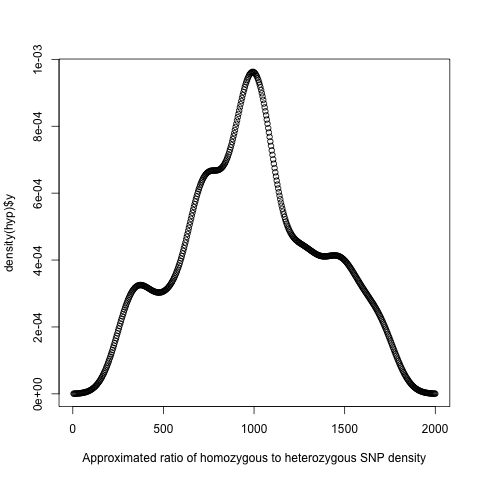 1e-03
8e-04
6e-04
4e-04
2e-04
0e+00
density(hyp)$y
0 500 1000 1500 2000
Approximated ratio of homozygous to heterozygous SNP density